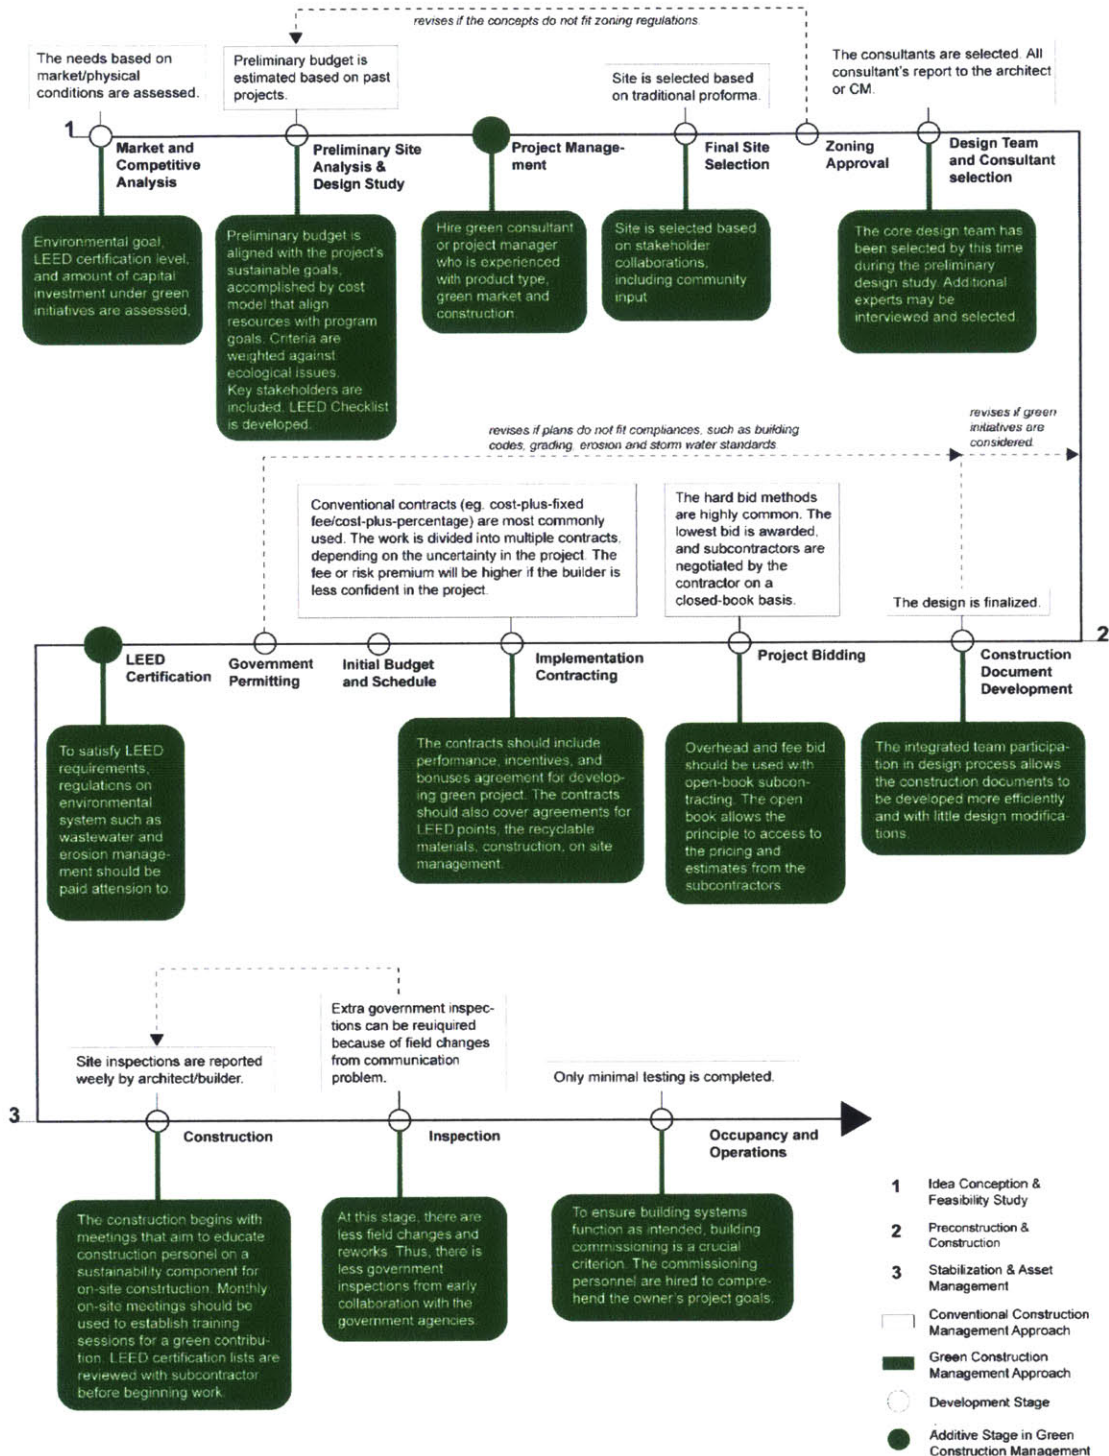 revises if the concepts do not fit zoning regulations.
The needs based on
market/physical
conditions are assessed.
Preliminary budget is
estimated based on past
projects.
Site is selected based
on traditional proforma.
The consultants are selected. All
consultant's report to the architect
or CM.
1
Market and
Competitive
Analysis
Preliminary Site
Analysis &
Design Study
Project Manage-
ment
Final Site
Selection
Zoning
Approval
Design Team
and Consultant
selection
Environmental goal,
LEED certification level,
and amount of capital
investment under green
initiatives are assessed.
Preliminary budget is
aligned with the project's
sustainable goals,
accomplished by cost
model that align
resources with program
goals. Criteria are
weighted against
ecological issues.
Key stakeholders are
included. LEED Checklist
is developed.
Hire green consultant
or project manager
who is experienced
with product type,
green market and
construction.
Site is selected based
on stakeholder
collaborations,
including community
input
The core design team has
been selected by this time
during the preliminary
design study. Additional
experts may be
interviewed and selected.
revises if plans do not fit compliances, such as building
codes, grading, erosion and storm water standards.
revises if green
initiatives are
considered.
Conventional contracts (eg. cost-plus-fixed
fee/cost-plus-percentage) are most commonly
used. The work is divided into multiple contracts,
depending on the uncertainty in the project. The
fee or risk premium will be higher if the builder is
less confident in the project.
The hard bid methods
are highly common. The
lowest bid is awarded,
and subcontractors are
negotiated by the
contractor on a
closed-book basis.
The design is finalized.
2
LEED
Certification
Government
Permitting
Initial Budget
and Schedule
Implementation
Contracting
Project Bidding
Construction
Document
Development
To satisfy LEED
requirements,
regulations on
environmental
system such as
wastewater and
erosion manage-
ment should be
paid attension to.
The contracts should include
performance, incentives, and
bonuses agreement for develop-
ing green project. The contracts
should also cover agreements for
LEED points, the recyclable
materials, construction, on site
management.
Overhead and fee bid
should be used with
open-book subcon-
tracting. The open
book allows the
principle to access to
the pricing and
estimates from the
subcontractors
The integrated team participa-
tion in design process allows
the construction documents to
be developed more efficiently
and with little design modifica-
tions.
Site inspections are reported
weely by architect/builder.
Extra government inspec-
tions can be reuiquired
because of field changes
from communication
problem.
Only minimal testing is completed.
3
Construction
Inspection
Occupancy and
Operations
The construction begins with
meetings that aim to educate
construction personel on a
sustainability component for
on-site constrtuction. Monthly
on-site meetings should be
used to establish training
sessions for a green contribu-
tion. LEED certification lists are
reviewed with subcontractor
before beginning work.
At this stage, there are
less field changes and
reworks. Thus, there is
less government
inspections from early
collaboration with the
government agencies.
To ensure building systems
function as intended, building
commissioning is a crucial
criterion. The commissioning
personnel are hired to compre-
hend the owner's project goals.
1 Idea Conception &
Feasibility Study
2 Preconstruction &
Construction
3 Stabilization & Asset
Management
Conventional Construction
Management Approach
Green Construction
Management Approach
Development Stage
Additive Stage in Green
Construction Management